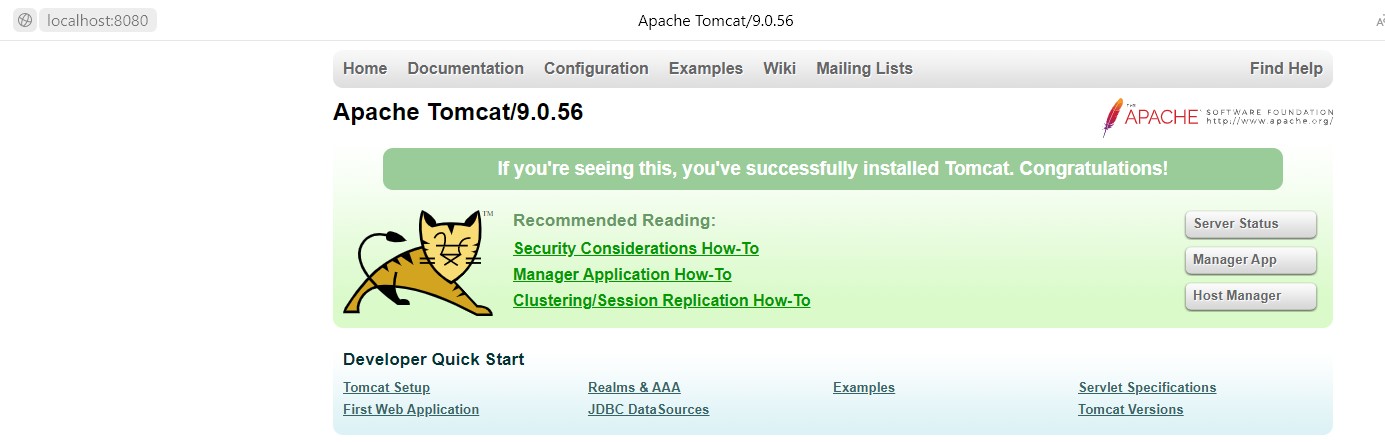 localhost:8080 Apache Tomcat/9.0.56
Home Documentation Configuration Examples Wiki Mailing Lists Find Help
Apache Tomcat/9.0.56
THE APACHE SOFTWARE FOUNDATION
http://www.apache.org/
If you're seeing this, you've successfully installed Tomcat. Congratulations!
TM
Recommended Reading:
Security Considerations How-To
Manager Application How-To
Clustering/Session Replication How-To
Server Status
Manager App
Host Manager
Developer Quick Start
Tomcat Setup
First Web Application
Realms & AAA
JDBC DataSources
Examples
Servlet Specifications
Tomcat Versions